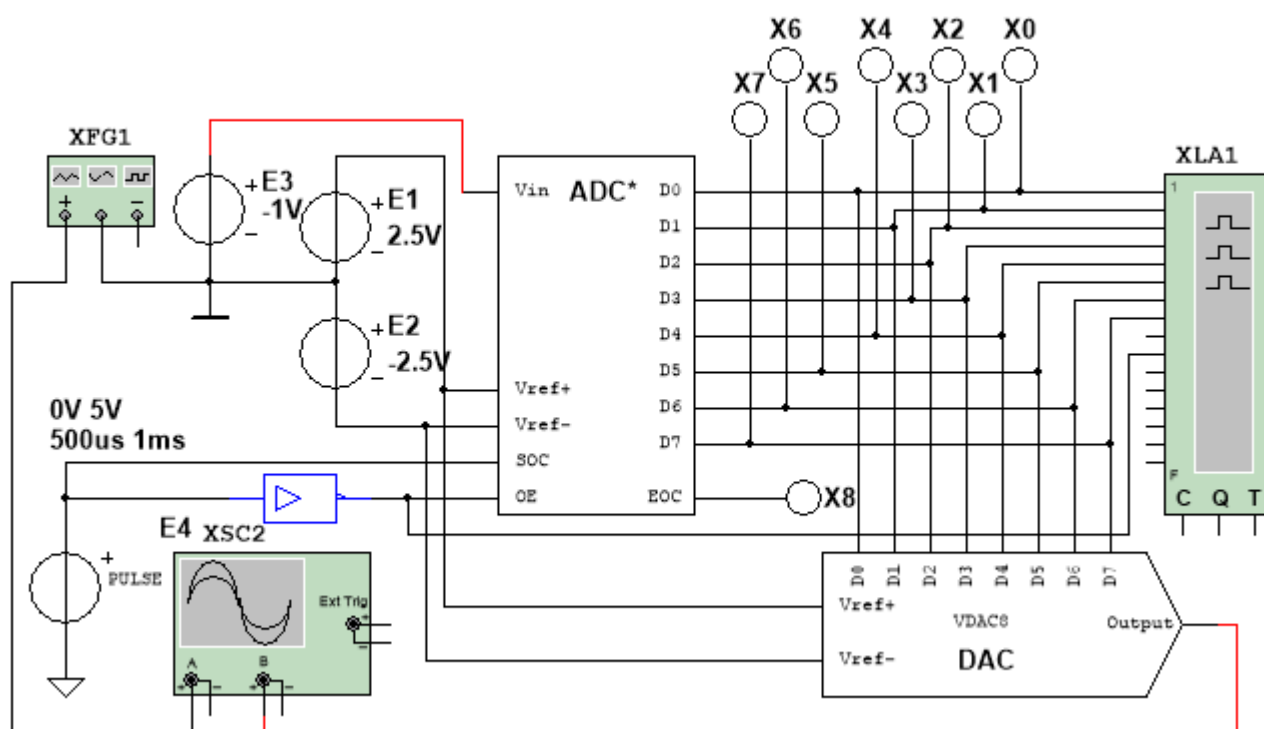 X6 X4 X2 X0
X7 X5 X3 X1
XFG1
+ −
+ E3
-1V
−
+ E1
2.5V
−
+ E2
-2.5V
−
Vin ADC* D0
D1
D2
D3
D4
D5
D6
D7
Vref+
Vref-
SOC
OE EOC
X8
XLA1
1
F
C Q T
0V 5V
500us 1ms
E4 XSC2
+
PULSE
Ext Trig
+
−
A B
+ − + −
D0 D1 D2 D3 D4 D5 D6 D7
Vref+ VDAC8 Output
Vref- DAC